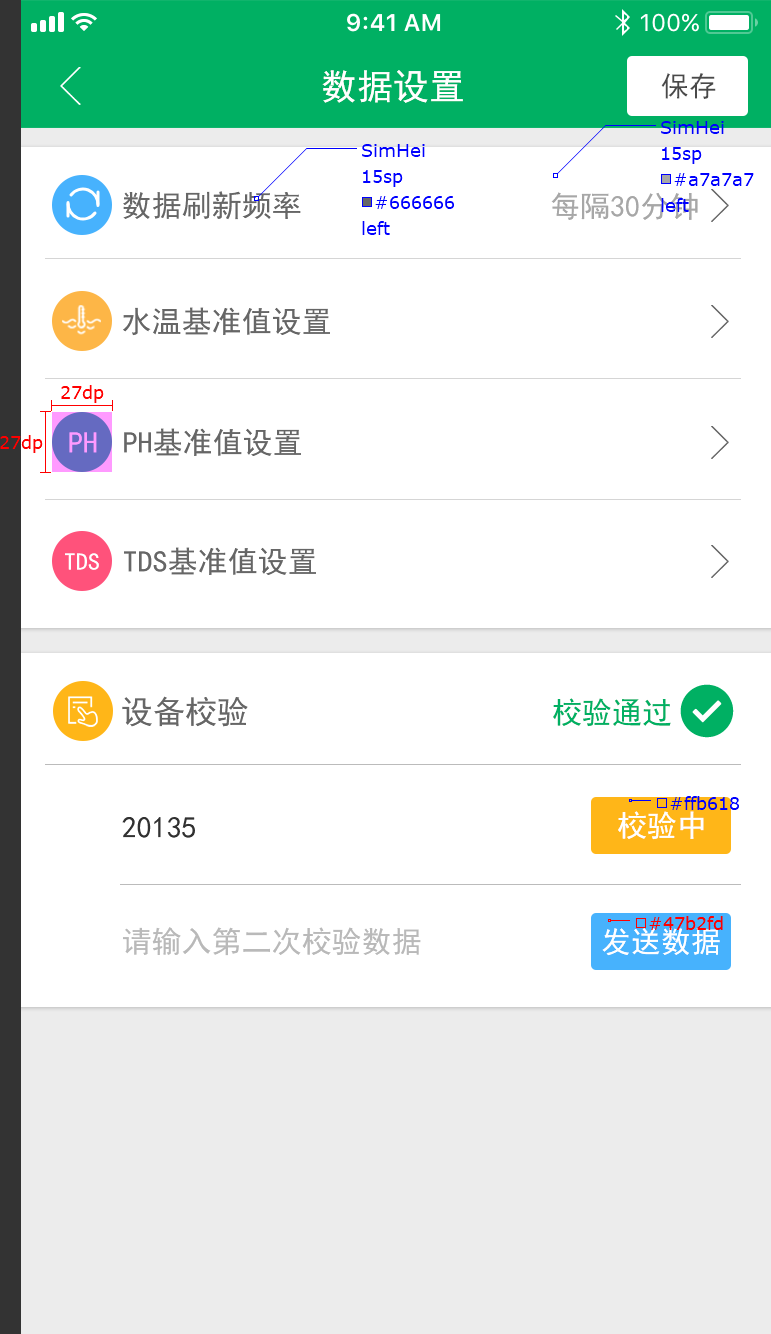 9:41 AM
100%
数据设置
保存
SimHei
15sp
#a7a7a7
left
SimHei
15sp
#666666
left
数据刷新频率
每隔30分钟
水温基准值设置
27dp
27dp
PH
PH基准值设置
TDS
TDS基准值设置
设备校验
校验通过
#ffb618
20135
校验中
#47b2fd
请输入第二次校验数据
发送数据